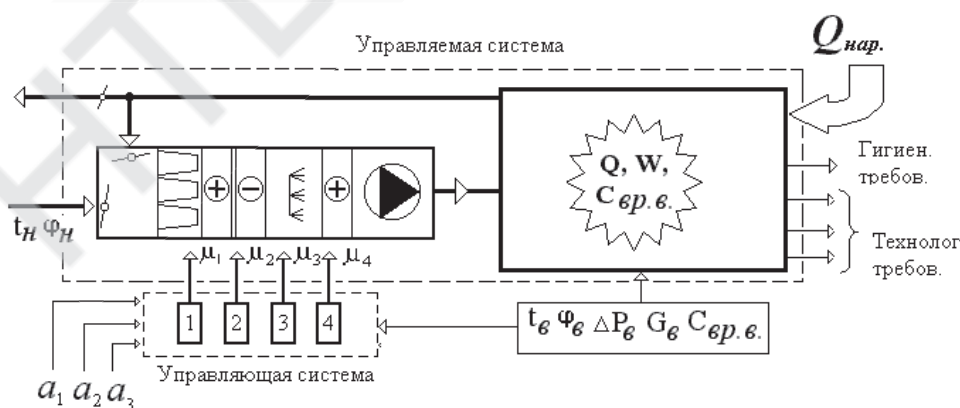 Управляемая система
Qнар.
Q, W,
Cвр.в.
Гигиен.
требов.
Технолог
требов.
tн φн
μ1 μ2 μ3 μ4
1 2 3 4
tв φв ΔPв Gв Cвр.в.
Управляющая система
a1 a2 a3